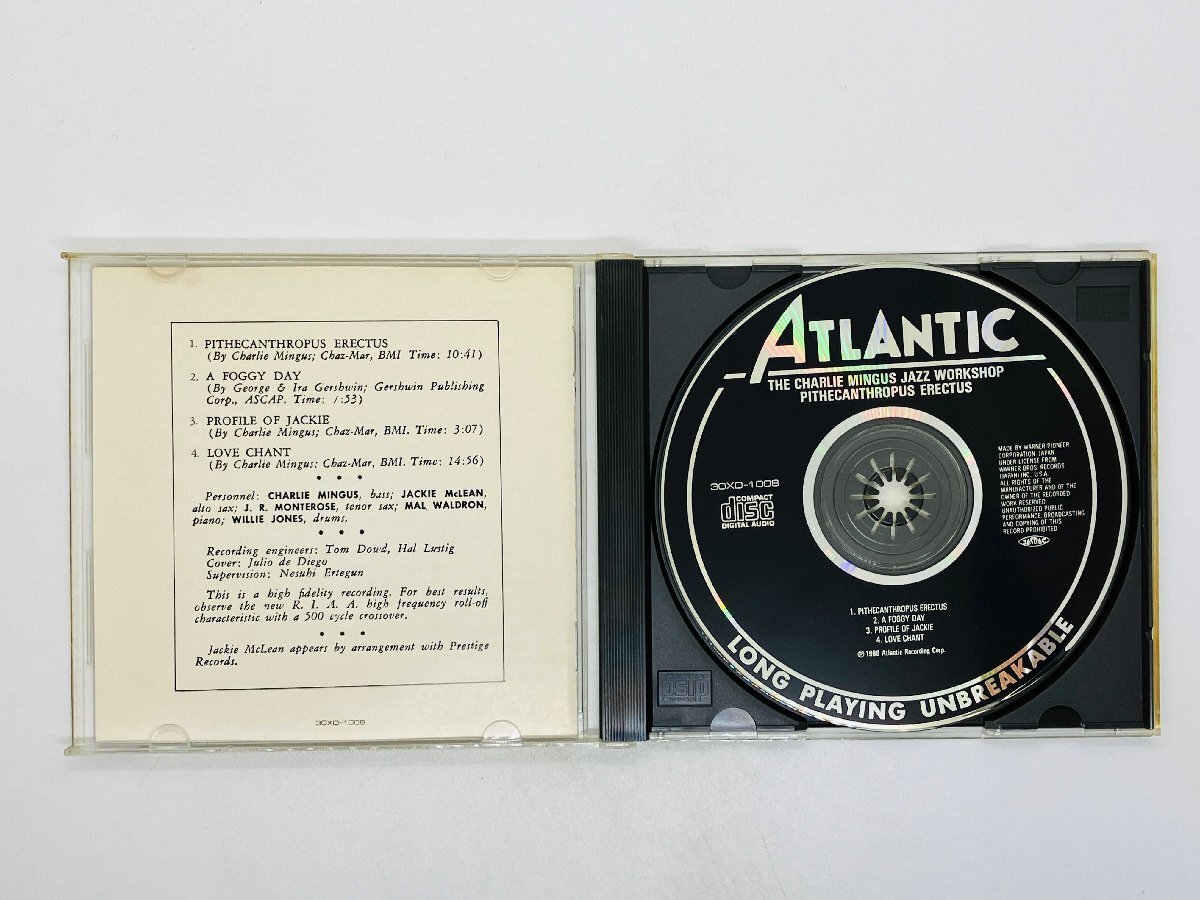 1. PITHECANTHROPUS ERECTUS
(By Charlie Mingus; Chaz-Mar, BMI Time: 10:41)
2. A FOGGY DAY
(By George & Ira Gershwin; Gershwin Publishing
Corp., ASCAP. Time: 7:53)
3. PROFILE OF JACKIE
(By Charlie Mingus; Chaz-Mar, BMI. Time: 3:07)
4. LOVE CHANT
(By Charlie Mingus: Chaz-Mar, BMI. Time: 14:56)
* * *
Personnel: CHARLIE MINGUS, bass; JACKIE McLEAN,
alto sax; J. R. MONTEROSE, tenor sax; MAL WALDRON,
piano; WILLIE JONES, drums.
* * *
Recording engineers: Tom Dowd, Hal Lustig
Cover: Julio de Diego
Supervision: Nesuhi Ertegun
This is a high fidelity recording. For best results,
observe the new R. I. A. A. high frequency roll-off
characteristic with a 500 cycle crossover.
* * *
Jackie McLean appears by arrangement with Prestige
Records.
30XD-1008
ATLANTIC
THE CHARLIE MINGUS JAZZ WORKSHOP
PITHECANTHROPUS ERECTUS
30XD-1008
COMPACT
disc
DIGITAL AUDIO
MADE BY WARNER-PIONEER
CORPORATION JAPAN
UNDER LICENSE FROM
WARNER BROS. RECORDS
(JAPAN) INC., U.S.A.
ALL RIGHTS OF THE
MANUFACTURER AND OF THE
OWNER OF THE RECORDED
WORK RESERVED.
UNAUTHORIZED PUBLIC
PERFORMANCE, BROADCASTING
AND COPYING OF THIS
RECORD PROHIBITED
JASRAC
1. PITHECANTHROPUS ERECTUS
2. A FOGGY DAY
3. PROFILE OF JACKIE
4. LOVE CHANT
℗ 1988 Atlantic Recording Corp.
LONG PLAYING UNBREAKABLE
disc